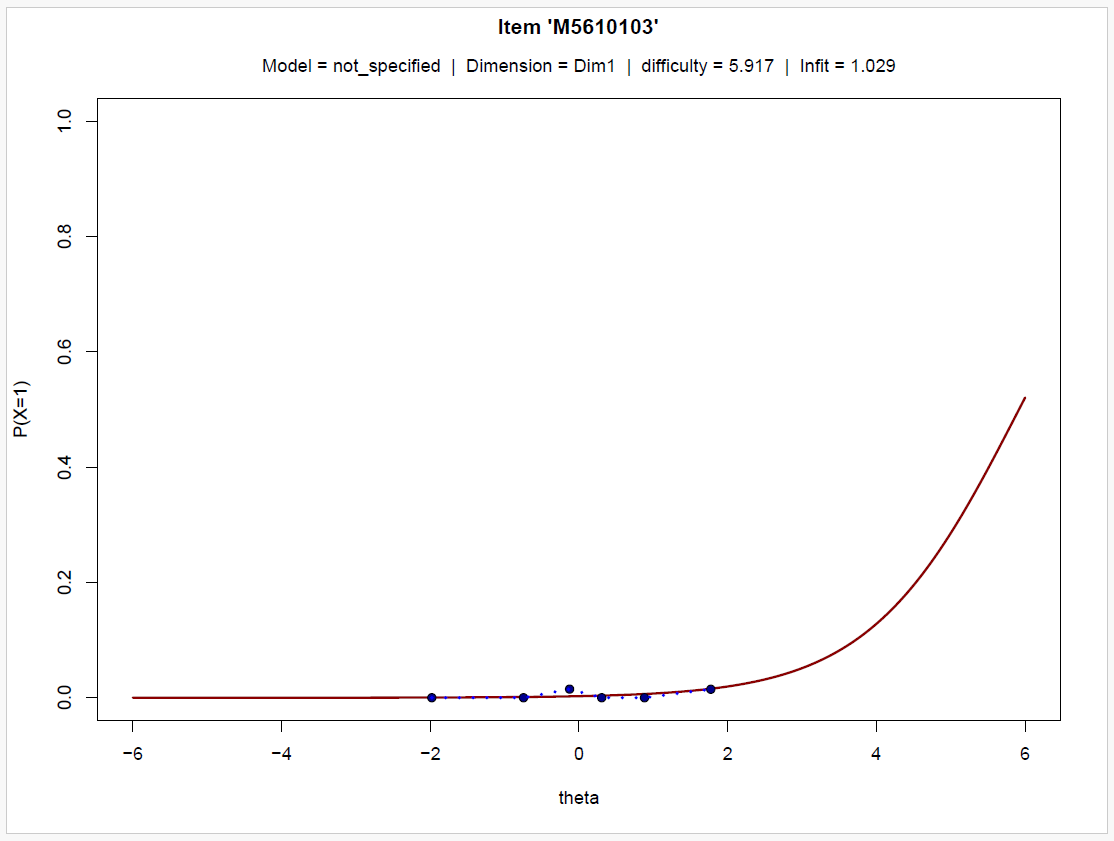 Item 'M5610103'
Model = not_specified | Dimension = Dim1 | difficulty = 5.917 | Infit = 1.029
P(X=1)
1.0
0.8
0.6
0.4
0.2
0.0
−6 −4 −2 0 2 4 6
theta